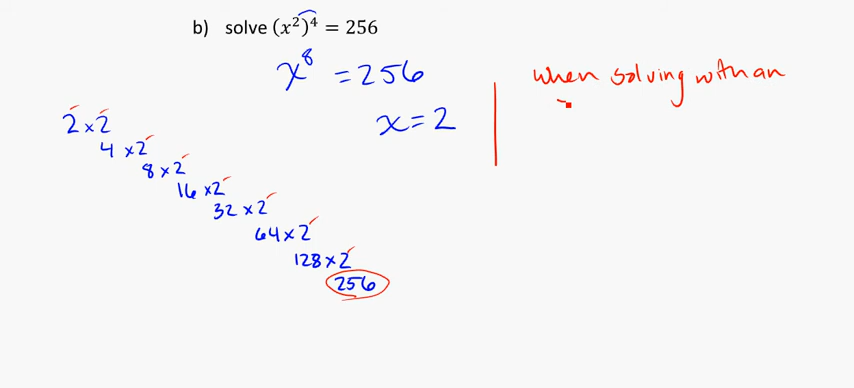 b) solve (x²)⁴ = 256
x⁸ = 256
when solving with an
x = 2
2 × 2
4 × 2
8 × 2
16 × 2
32 × 2
64 × 2
128 × 2
256